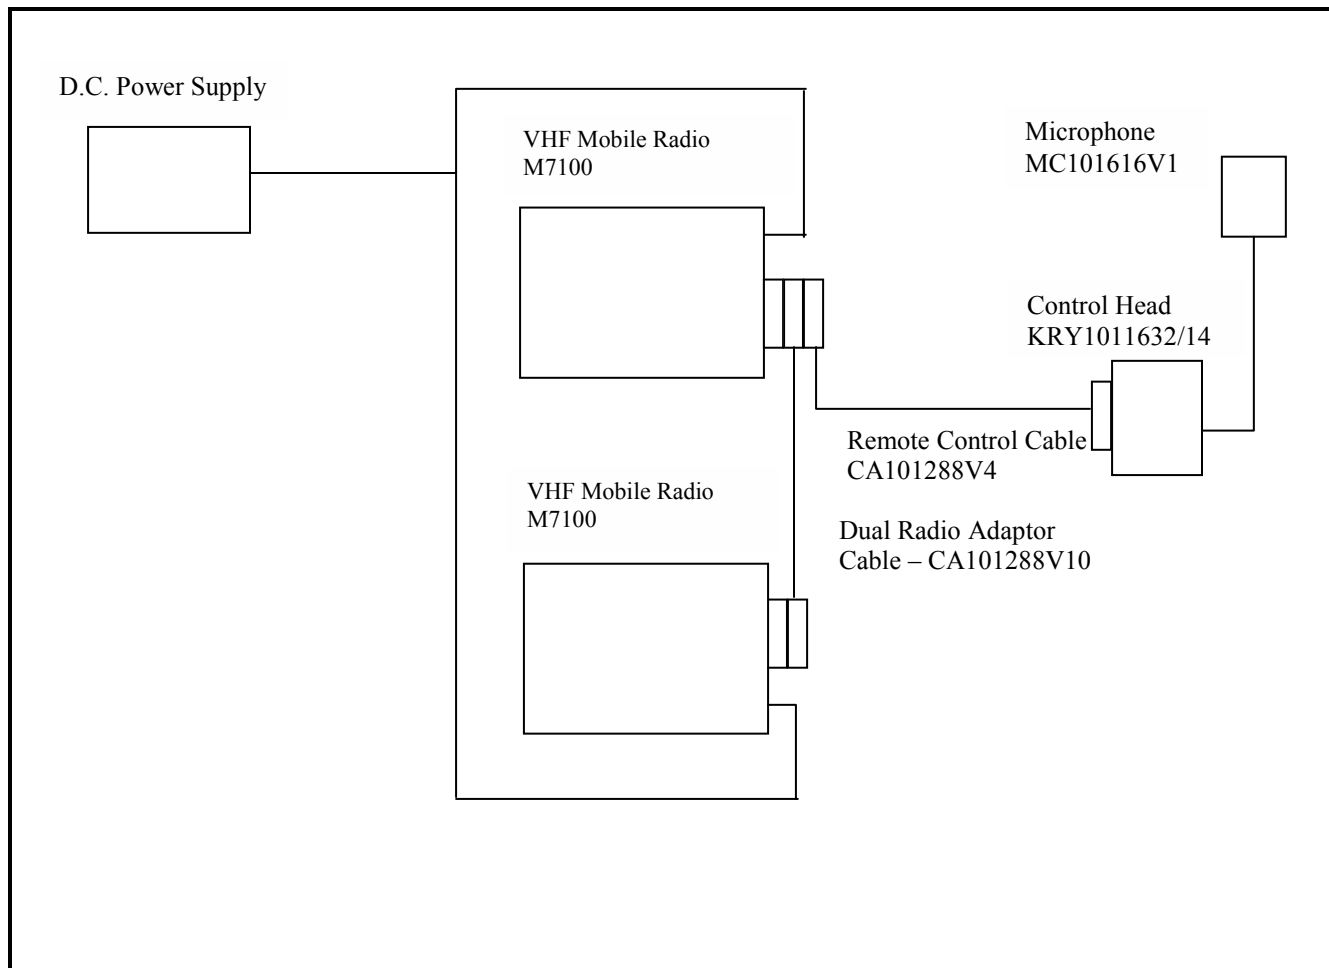 D.C. Power Supply
VHF Mobile Radio
M7100
Microphone
MC101616V1
Control Head
KRY1011632/14
Remote Control Cable
CA101288V4
VHF Mobile Radio
M7100
Dual Radio Adaptor
Cable – CA101288V10